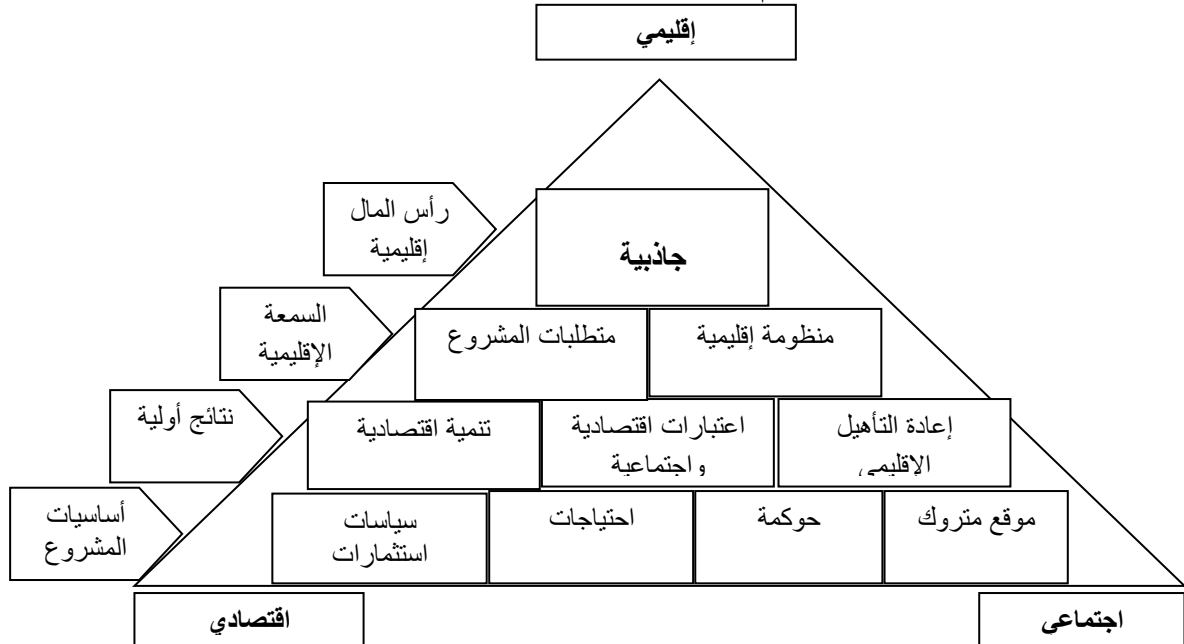 إقليمي
رأس المال
إقليمية
جاذبية
السمعة
الإقليمية
منظومة إقليمية
متطلبات المشروع
نتائج أولية
إعادة التأهيل
الإقليمي
اعتبارات اقتصادية
واجتماعية
تنمية اقتصادية
أساسيات
المشروع
موقع متروك
حوكمة
احتياجات
سياسات
استثمارات
اجتماعي
اقتصادي